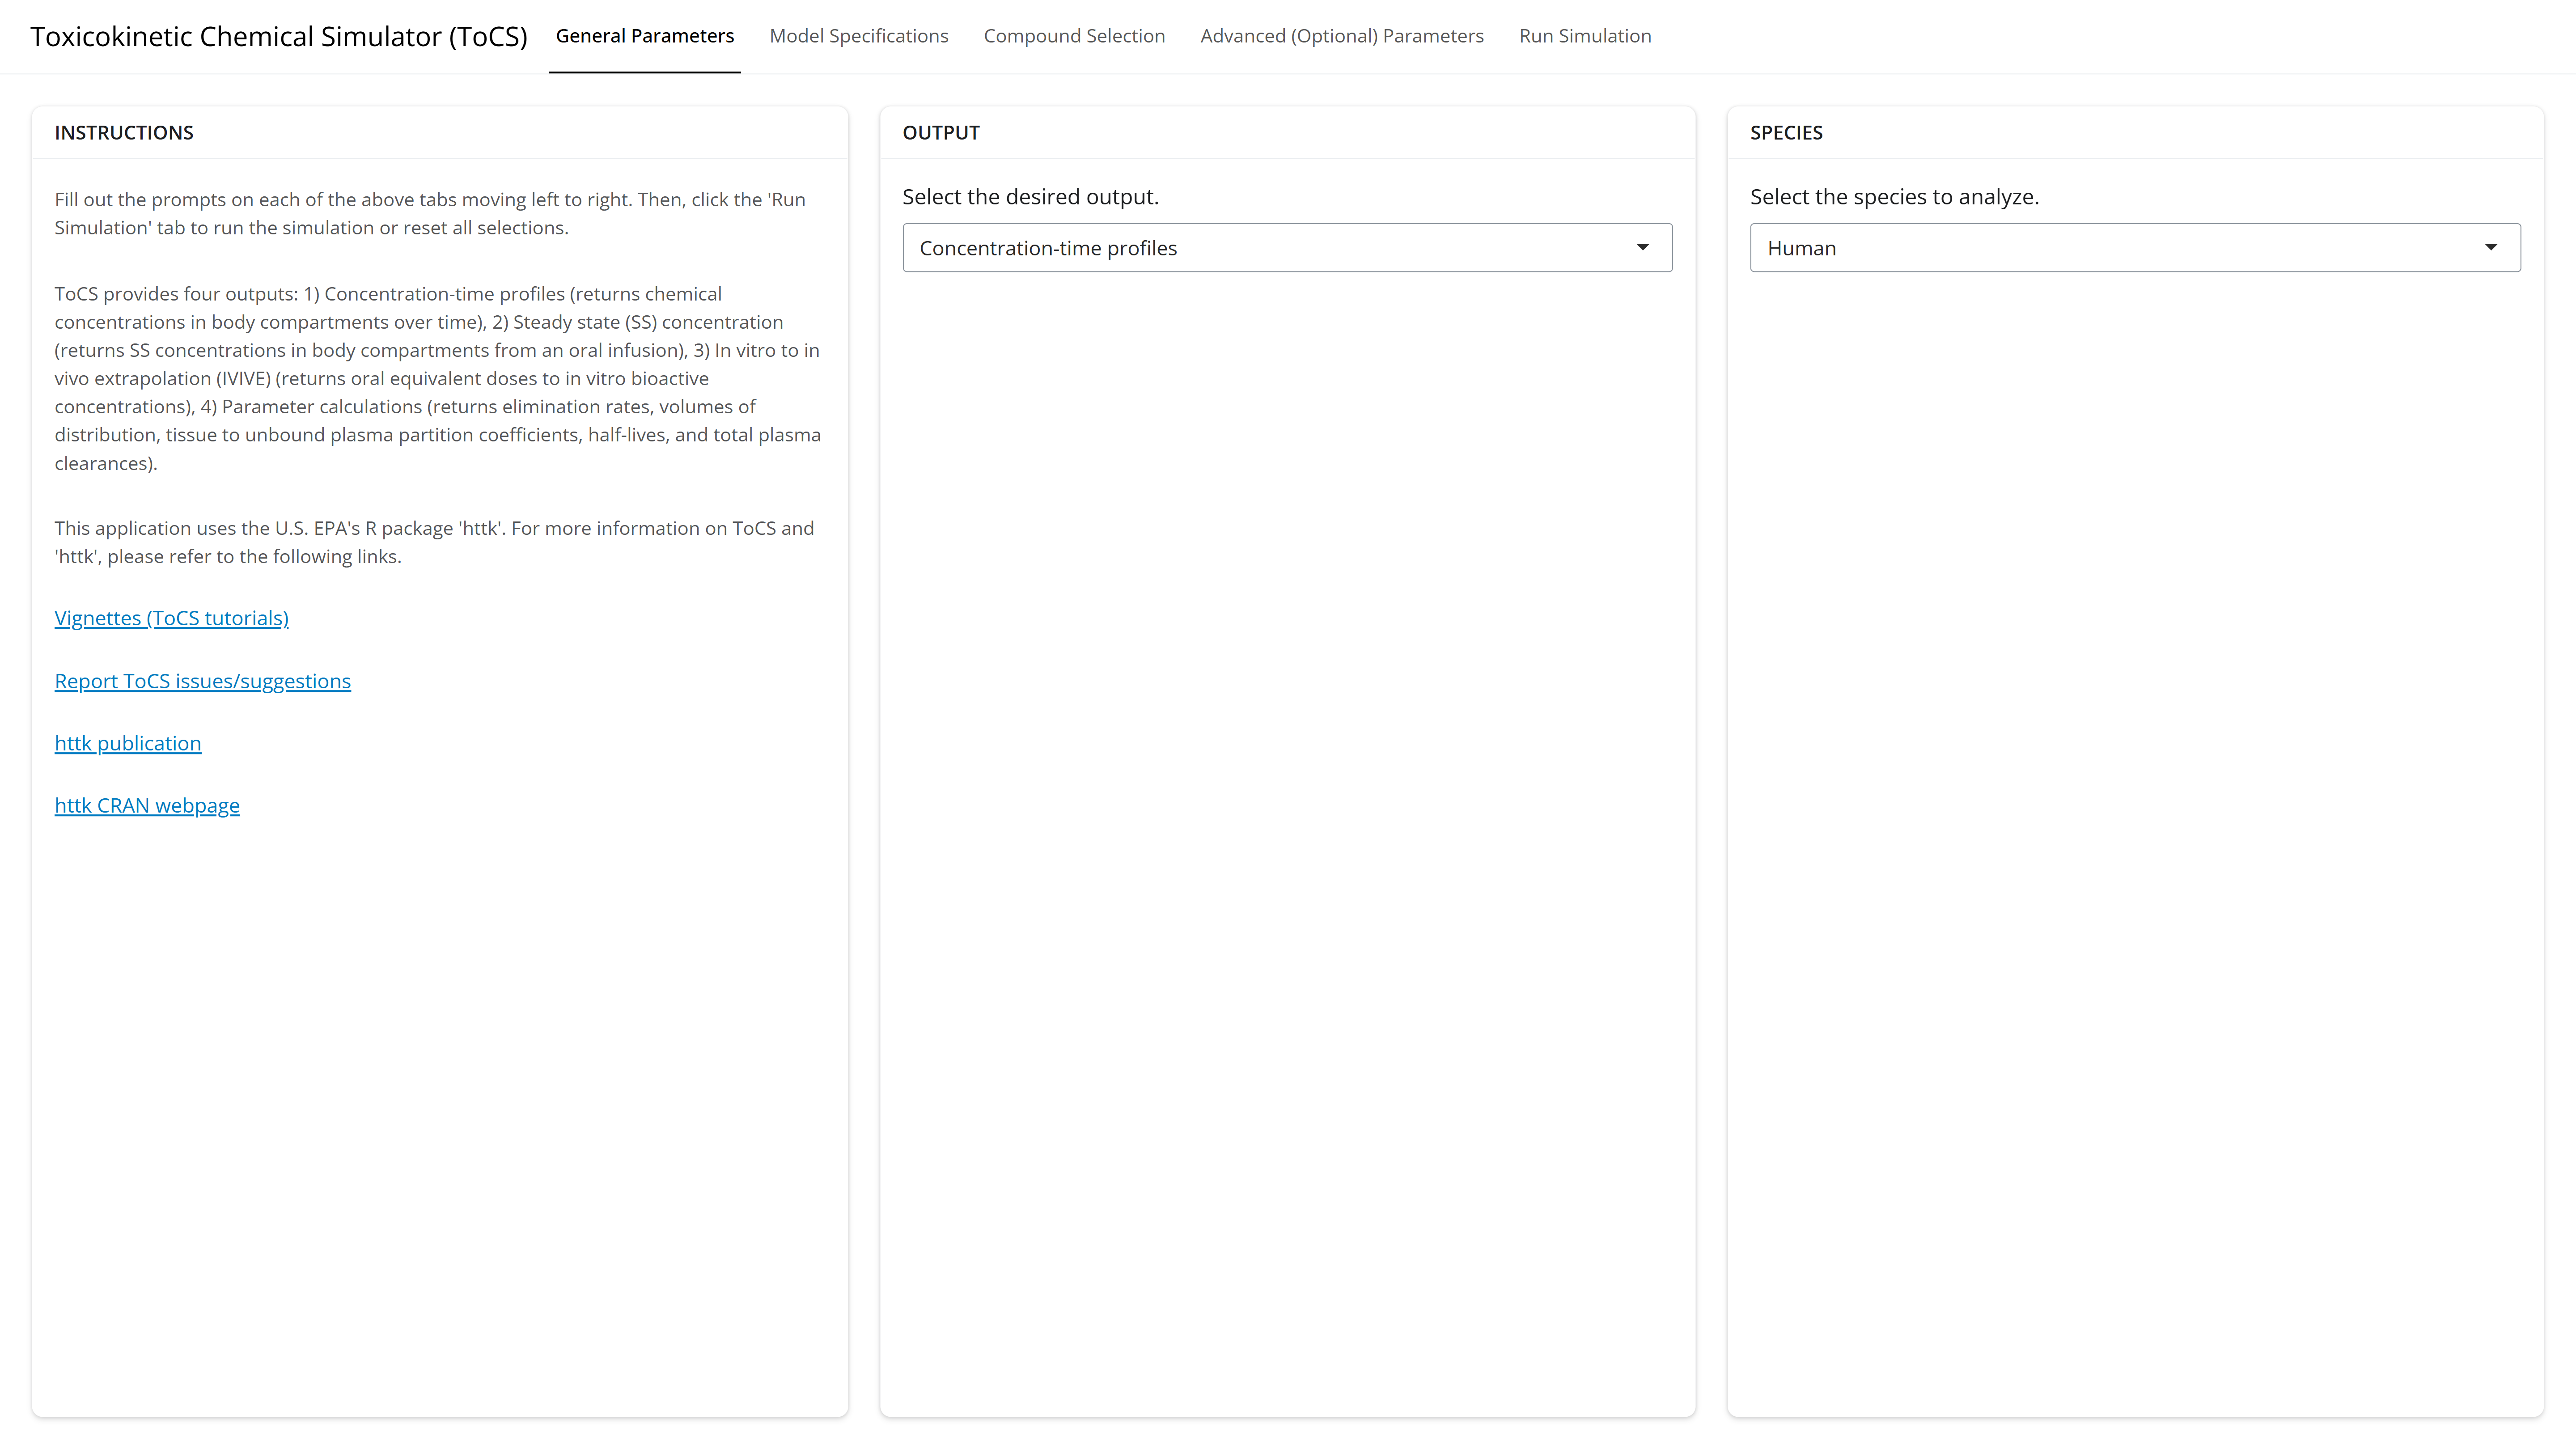 Toxicokinetic Chemical Simulator (ToCS) General Parameters Model Specifications Compound Selection Advanced (Optional) Parameters Run Simulation
INSTRUCTIONS
Fill out the prompts on each of the above tabs moving left to right. Then, click the 'Run
Simulation' tab to run the simulation or reset all selections.
ToCS provides four outputs: 1) Concentration-time profiles (returns chemical
concentrations in body compartments over time), 2) Steady state (SS) concentration
(returns SS concentrations in body compartments from an oral infusion), 3) In vitro to in
vivo extrapolation (IVIVE) (returns oral equivalent doses to in vitro bioactive
concentrations), 4) Parameter calculations (returns elimination rates, volumes of
distribution, tissue to unbound plasma partition coefficients, half-lives, and total plasma
clearances).
This application uses the U.S. EPA's R package 'httk'. For more information on ToCS and
'httk', please refer to the following links.
Vignettes (ToCS tutorials)
Report ToCS issues/suggestions
httk publication
httk CRAN webpage
OUTPUT
Select the desired output.
Concentration-time profiles
SPECIES
Select the species to analyze.
Human